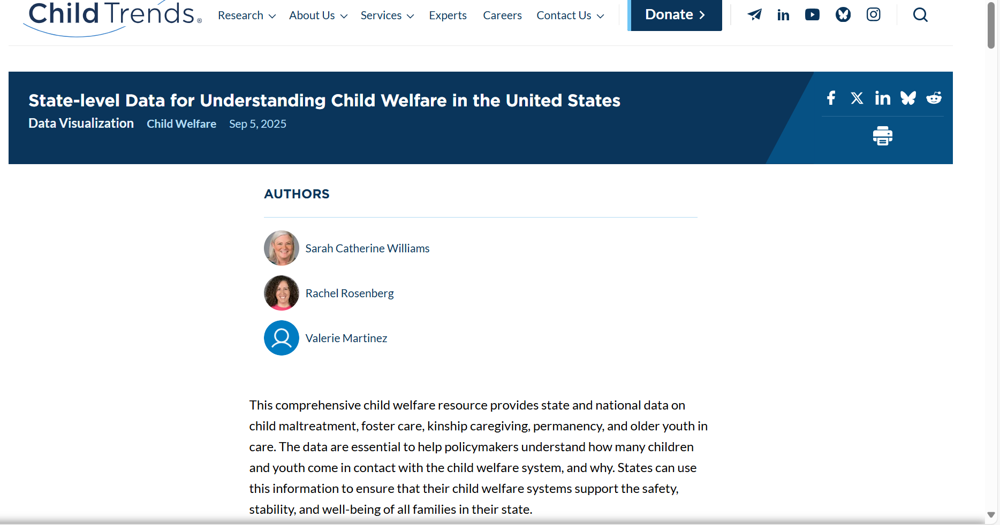 Child Trends®
Research
About Us
Services
Experts
Careers
Contact Us
Donate
State-level Data for Understanding Child Welfare in the United States
Data Visualization Child Welfare Sep 5, 2025
AUTHORS
Sarah Catherine Williams
Rachel Rosenberg
Valerie Martinez
This comprehensive child welfare resource provides state and national data on
child maltreatment, foster care, kinship caregiving, permanency, and older youth in
care. The data are essential to help policymakers understand how many children
and youth come in contact with the child welfare system, and why. States can use
this information to ensure that their child welfare systems support the safety,
stability, and well-being of all families in their state.